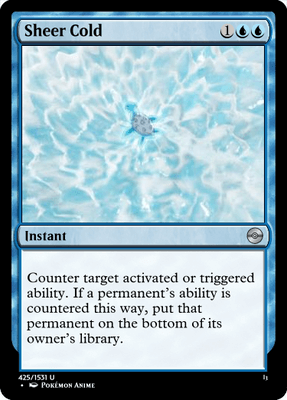 Sheer Cold 1
Instant
Counter target activated or triggered
ability. If a permanent's ability is
countered this way, put that
permanent on the bottom of its
owner's library.
425/1531 U
• Pokémon Anime